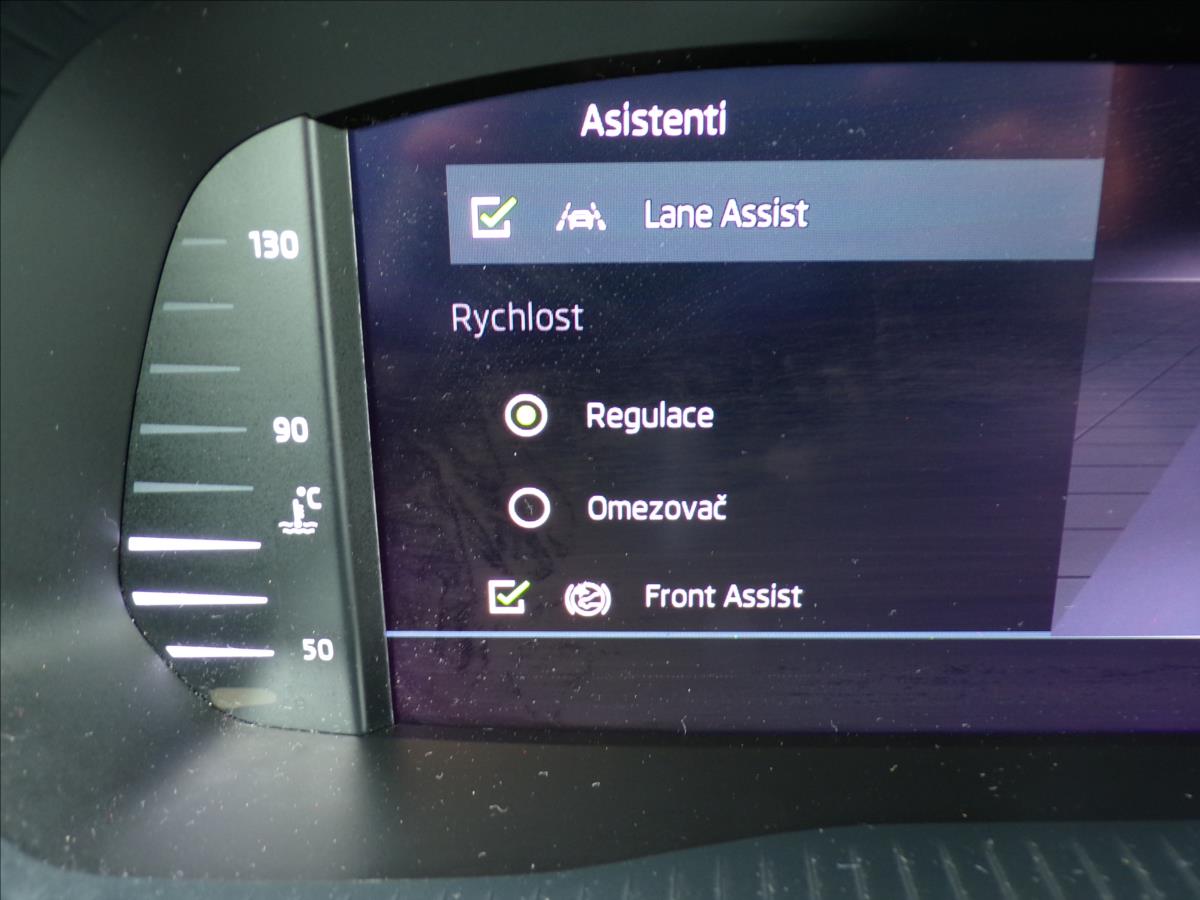 Asistenti
Lane Assist
130
Rychlost
Regulace
90
°C
Omezovač
Front Assist
50